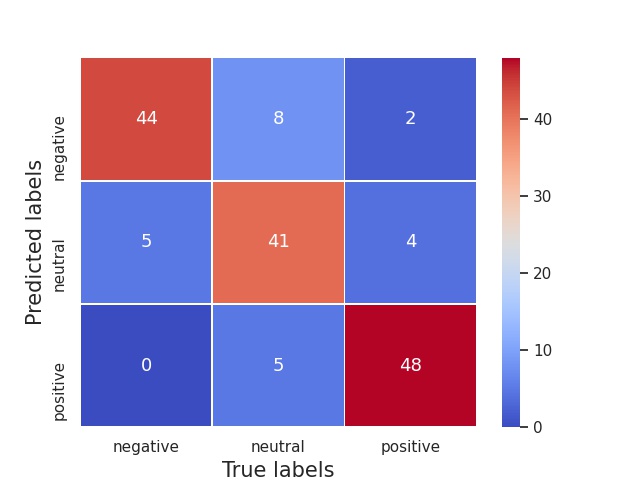 Predicted labels
negative
44
8
2
neutral
5
41
4
positive
0
5
48
negative
neutral
positive
True labels
40
30
20
10
0